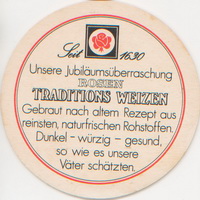 Seit 1630
Unsere Jubiläumsüberraschung
ROSEN
TRADITIONS WEIZEN
Gebraut nach altem Rezept aus
reinsten, naturfrischen Rohstoffen.
Dunkel - würzig - gesund,
so wie es unsere
Väter schätzten.